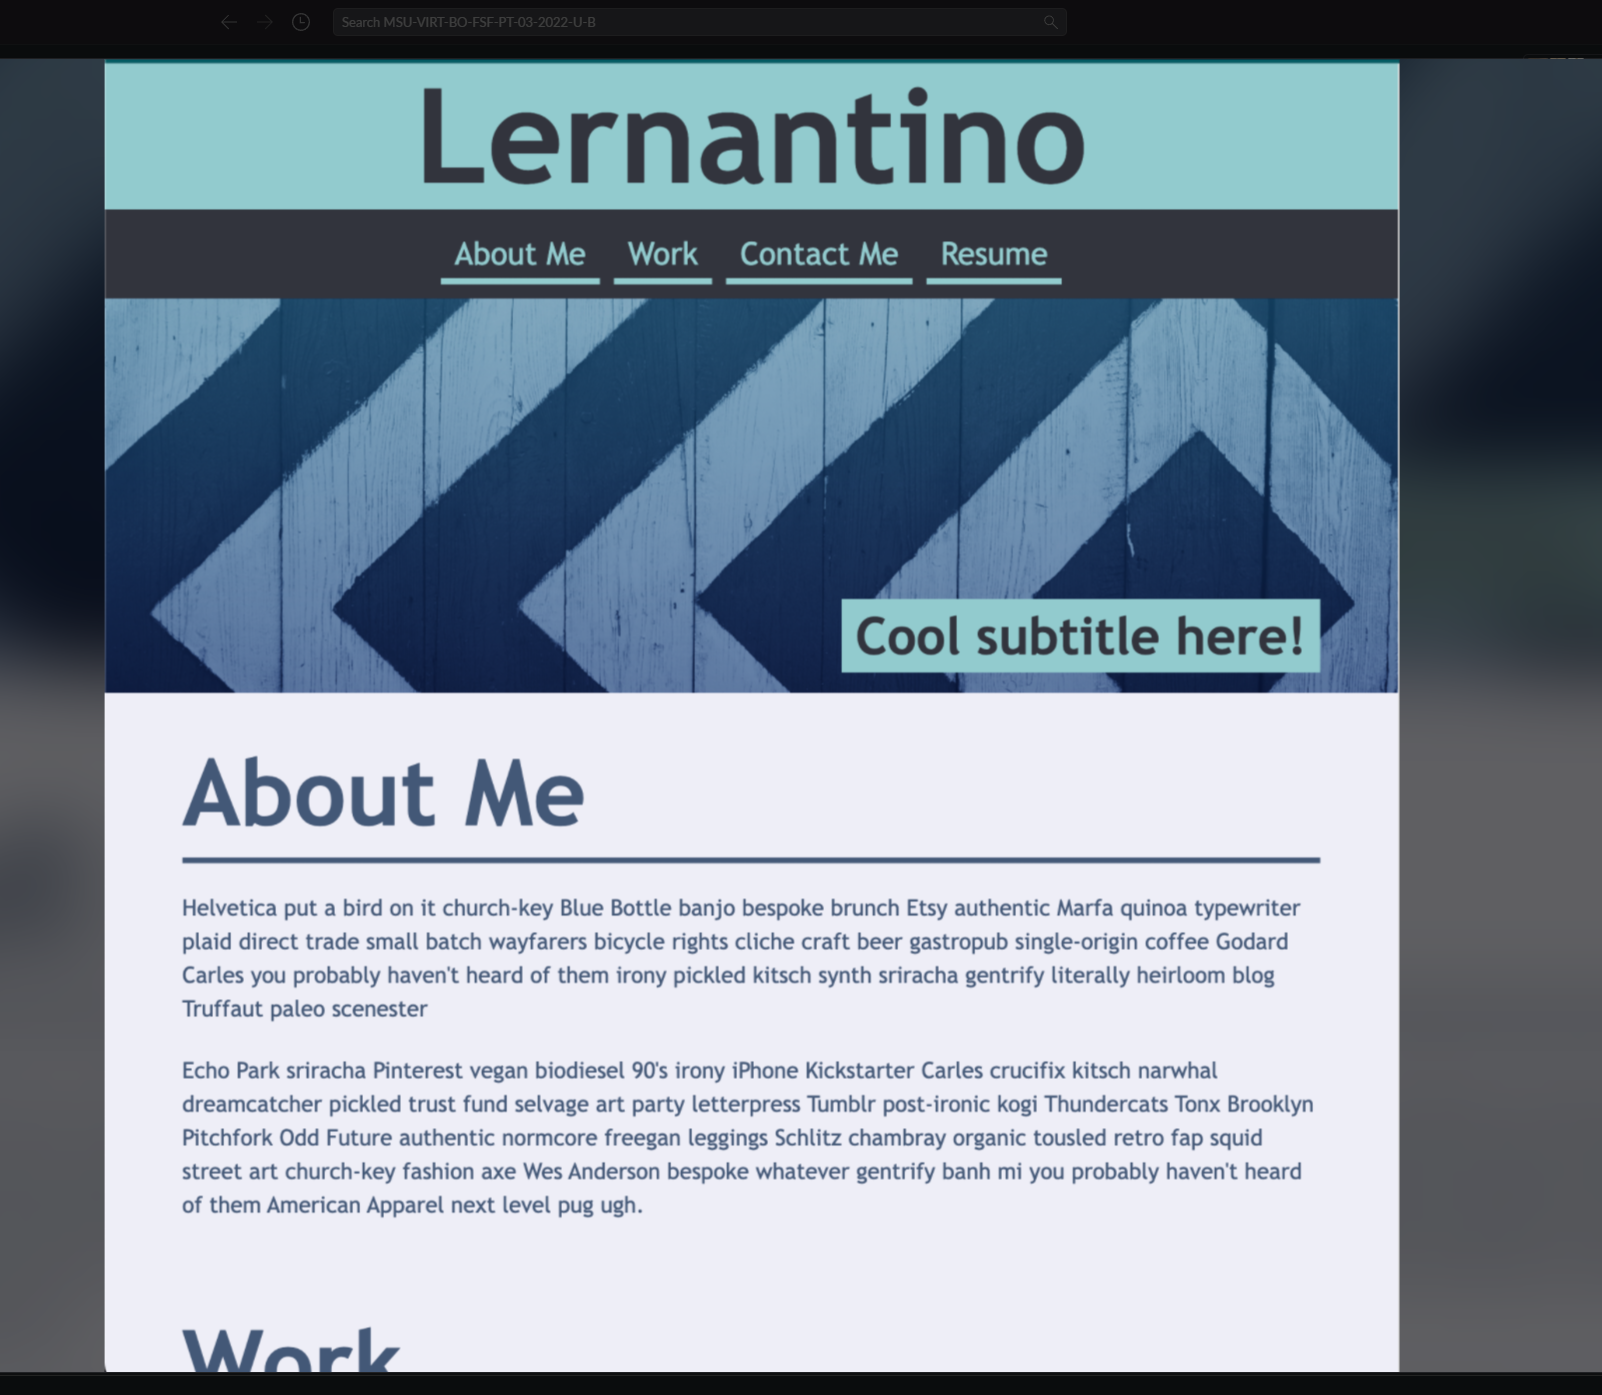 Search MSU-VIRT-BO-FSF-PT-03-2022-U-B
Lernantino
About Me Work Contact Me Resume
Cool subtitle here!
About Me
Helvetica put a bird on it church-key Blue Bottle banjo bespoke brunch Etsy authentic Marfa quinoa typewriter
plaid direct trade small batch wayfarers bicycle rights cliche craft beer gastropub single-origin coffee Godard
Carles you probably haven't heard of them irony pickled kitsch synth sriracha gentrify literally heirloom blog
Truffaut paleo scenester
Echo Park sriracha Pinterest vegan biodiesel 90's irony iPhone Kickstarter Carles crucifix kitsch narwhal
dreamcatcher pickled trust fund selvage art party letterpress Tumblr post-ironic kogi Thundercats Tonx Brooklyn
Pitchfork Odd Future authentic normcore freegan leggings Schlitz chambray organic tousled retro fap squid
street art church-key fashion axe Wes Anderson bespoke whatever gentrify banh mi you probably haven't heard
of them American Apparel next level pug ugh.
Work